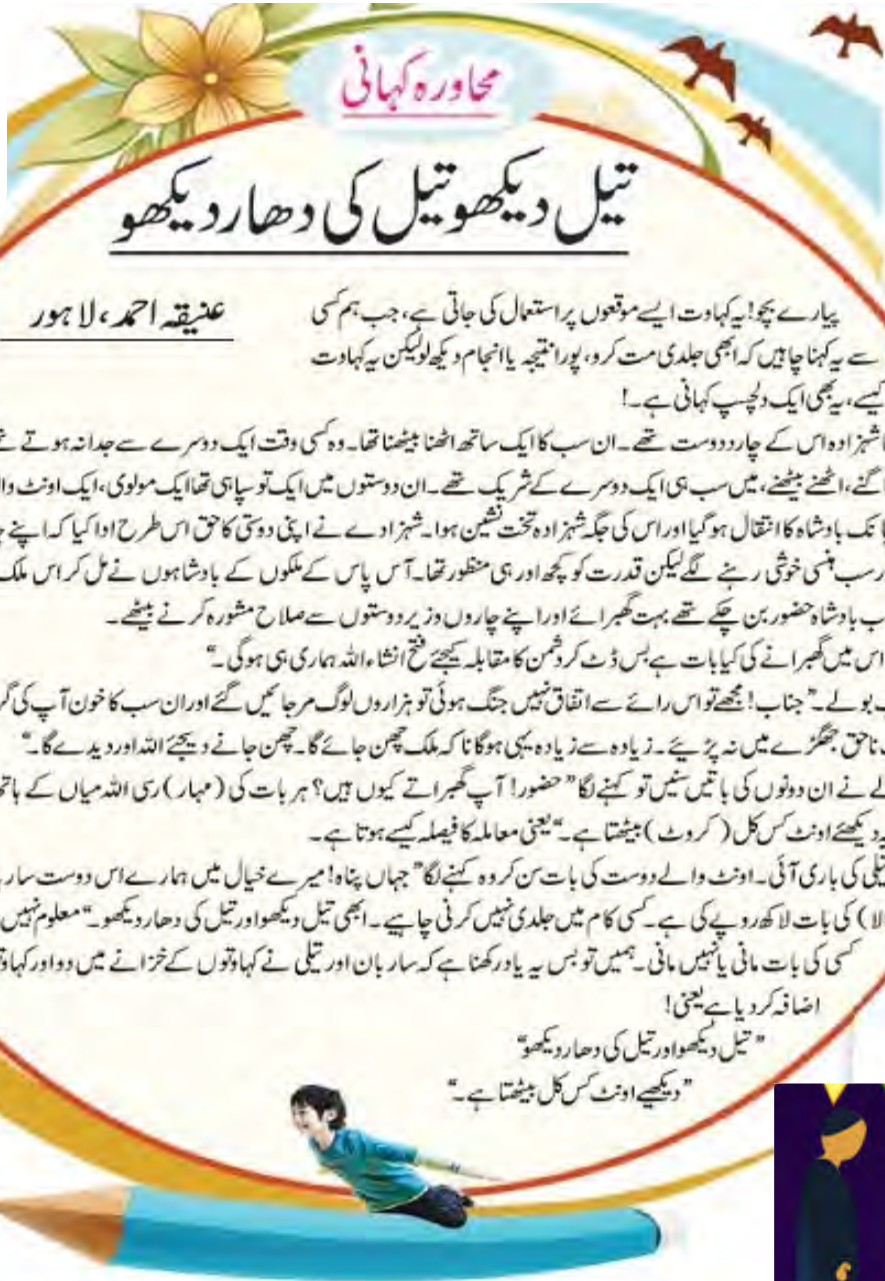 محاورہ کہانی
تیل دیکھو تیل کی دھار دیکھو
عنیقہ احمد، لاہور
پیارے بچو! یہ کہاوت ایسے موقعوں پر استعمال کی جاتی ہے، جب ہم کسی
سے یہ کہنا چاہیں کہ ابھی جلدی مت کرو، پورا نتیجہ یا انجام دیکھ لو لیکن یہ کہاوت
کیسے، یہ بھی ایک دلچسپ کہانی ہے۔!
شہزادہ اس کے چار دوست تھے۔ ان سب کا ایک ساتھ اٹھنا بیٹھنا تھا۔ وہ کسی وقت ایک دوسرے سے جدا نہ ہوتے
گئے، اٹھنے بیٹھنے، میں سب ہی ایک دوسرے کے شریک تھے۔ ان دوستوں میں ایک تو سپاہی تھا ایک مولوی، ایک اونٹ
بادشاہ کا انتقال ہو گیا اور اس کی جگہ شہزادہ تخت نشین ہوا۔ شہزادے نے اپنی دوستی کا حق اس طرح ادا کیا کہ اپنے
سب ہنسی خوشی رہنے لگے لیکن قدرت کو کچھ اور ہی منظور تھا۔ آس پاس کے ملکوں کے بادشاہوں نے مل کر اس ملک
بادشاہ حضور بن چکے تھے بہت گھبرائے اور اپنے چاروں وزیر دوستوں سے صلاح مشورہ کرنے بیٹھے۔
اس میں گھبرانے کی کیا بات ہے بس ڈٹ کر دشمن کا مقابلہ کیجئے فتح انشاء اللہ ہماری ہی ہوگی۔"
بولے۔" جناب! مجھے تو اس رائے سے اتفاق نہیں جنگ ہوئی تو ہزاروں لوگ مر جائیں گے اور ان سب کا خون آپ کی
ناحق جھگڑے میں نہ پڑیے۔ زیادہ سے زیادہ یہی ہوگا نا کہ ملک چھن جائے گا۔ چھن جانے دیجئے اللہ اور دیدے گا۔"
نے ان دونوں کی باتیں سنیں تو کہنے لگا" حضور! آپ گھبراتے کیوں ہیں؟ ہر بات کی (مہار) رسی اللہ میاں کے
دیکھئے اونٹ کس کل (کروٹ) بیٹھتا ہے۔" یعنی معاملہ کا فیصلہ کیسے ہوتا ہے۔
کی باری آئی۔ اونٹ والے دوست کی بات سن کر وہ کہنے لگا" جہاں پناہ! میرے خیال میں ہمارے اس دوست
کی بات لاکھ روپے کی ہے۔ کسی کام میں جلدی نہیں کرنی چاہیے۔ ابھی تیل دیکھو اور تیل کی دھار دیکھو۔" معلوم نہیں
کسی کی بات مانی یا نہیں مانی۔ ہمیں تو بس یہ یاد رکھنا ہے کہ ساربان اور تیلی نے کہاوتوں کے خزانے میں دو اور
اضافہ کر دیا ہے یعنی!
" تیل دیکھو اور تیل کی دھار دیکھو"
"دیکھیے اونٹ کس کل بیٹھتا ہے۔"